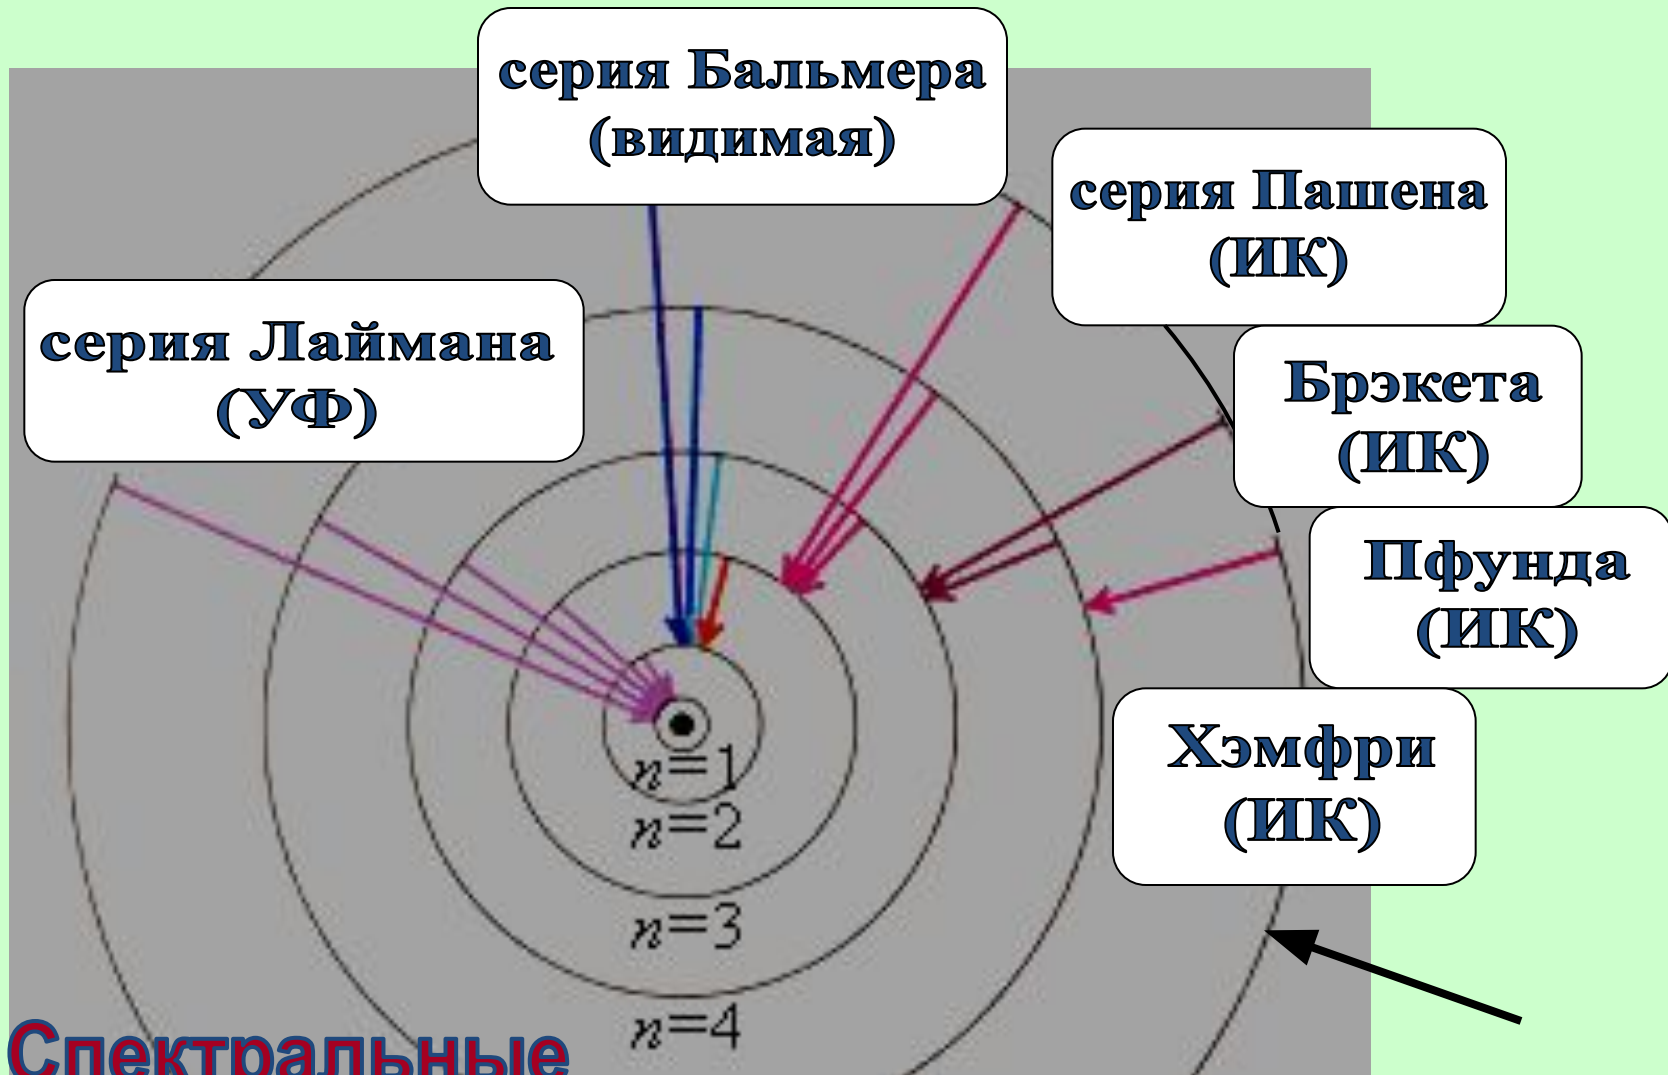 серия Бальмера
(видимая)
серия Пашена
(ИК)
серия Лаймана
(УФ)
Брэкета
(ИК)
Пфунда
(ИК)
Хэмфри
(ИК)
n=1
n=2
n=3
n=4
Спектральные